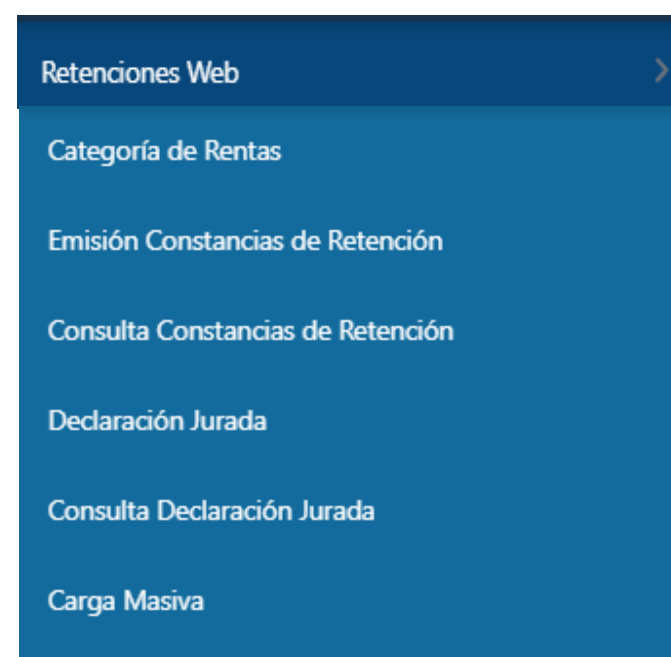 Retenciones Web
Categoría de Rentas
Emisión Constancias de Retención
Consulta Constancias de Retención
Declaración Jurada
Consulta Declaración Jurada
Carga Masiva